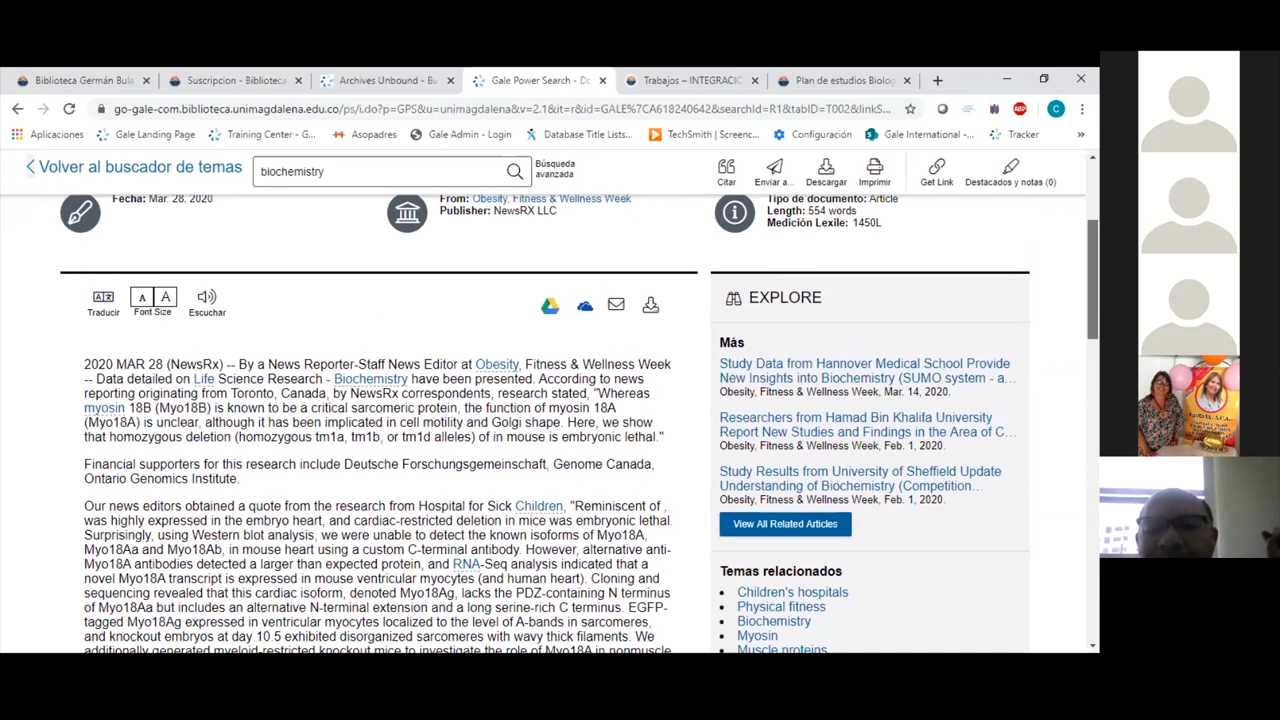 Biblioteca Germán Bula
Suscripcion - Biblioteca
Archives Unbound - Bu
Gale Power Search - Do
Trabajos – INTEGRACIÓ
Plan de estudios Biolog
go-gale-com.biblioteca.unimagdalena.edu.co/ps/i.do?p=GPS&u=unimagdalena&v=2.1&it=r&id=GALE%7CA618240642&searchId=R1&tabID=T002&linkS...
ABP
C
Aplicaciones
Gale Landing Page
Training Center - G...
Asopadres
Gale Admin - Login
Database Title Lists...
TechSmith | Screenc...
Configuración
Gale International -...
Tracker
»
Volver al buscador de temas
biochemistry
Búsqueda
avanzada
Citar
Enviar a...
Descargar
Imprimir
Get Link
Destacados y notas (0)
Fecha: Mar. 28, 2020
From: Obesity, Fitness & Wellness Week
Publisher: NewsRX LLC
Tipo de documento: Article
Length: 554 words
Medición Lexile: 1450L
Traducir
A A
Font Size
Escuchar
2020 MAR 28 (NewsRx) -- By a News Reporter-Staff News Editor at Obesity, Fitness & Wellness Week
-- Data detailed on Life Science Research - Biochemistry have been presented. According to news
reporting originating from Toronto, Canada, by NewsRx correspondents, research stated, "Whereas
myosin 18B (Myo18B) is known to be a critical sarcomeric protein, the function of myosin 18A
(Myo18A) is unclear, although it has been implicated in cell motility and Golgi shape. Here, we show
that homozygous deletion (homozygous tm1a, tm1b, or tm1d alleles) of in mouse is embryonic lethal."
Financial supporters for this research include Deutsche Forschungsgemeinschaft, Genome Canada,
Ontario Genomics Institute.
Our news editors obtained a quote from the research from Hospital for Sick Children, "Reminiscent of ,
was highly expressed in the embryo heart, and cardiac-restricted deletion in mice was embryonic lethal.
Surprisingly, using Western blot analysis, we were unable to detect the known isoforms of Myo18A,
Myo18Aa and Myo18Ab, in mouse heart using a custom C-terminal antibody. However, alternative anti-
Myo18A antibodies detected a larger than expected protein, and RNA-Seq analysis indicated that a
novel Myo18A transcript is expressed in mouse ventricular myocytes (and human heart). Cloning and
sequencing revealed that this cardiac isoform, denoted Myo18Ag, lacks the PDZ-containing N terminus
of Myo18Aa but includes an alternative N-terminal extension and a long serine-rich C terminus. EGFP-
tagged Myo18Ag expressed in ventricular myocytes localized to the level of A-bands in sarcomeres,
and knockout embryos at day 10.5 exhibited disorganized sarcomeres with wavy thick filaments. We
additionally generated myeloid-restricted knockout mice to investigate the role of Myo18A in nonmuscle
EXPLORE
Más
Study Data from Hannover Medical School Provide
New Insights into Biochemistry (SUMO system - a...
Obesity, Fitness & Wellness Week, Mar. 14, 2020.
Researchers from Hamad Bin Khalifa University
Report New Studies and Findings in the Area of C...
Obesity, Fitness & Wellness Week, Feb. 1, 2020.
Study Results from University of Sheffield Update
Understanding of Biochemistry (Competition...
Obesity, Fitness & Wellness Week, Feb. 1, 2020.
View All Related Articles
Temas relacionados
Children's hospitals
Physical fitness
Biochemistry
Myosin
Muscle proteins